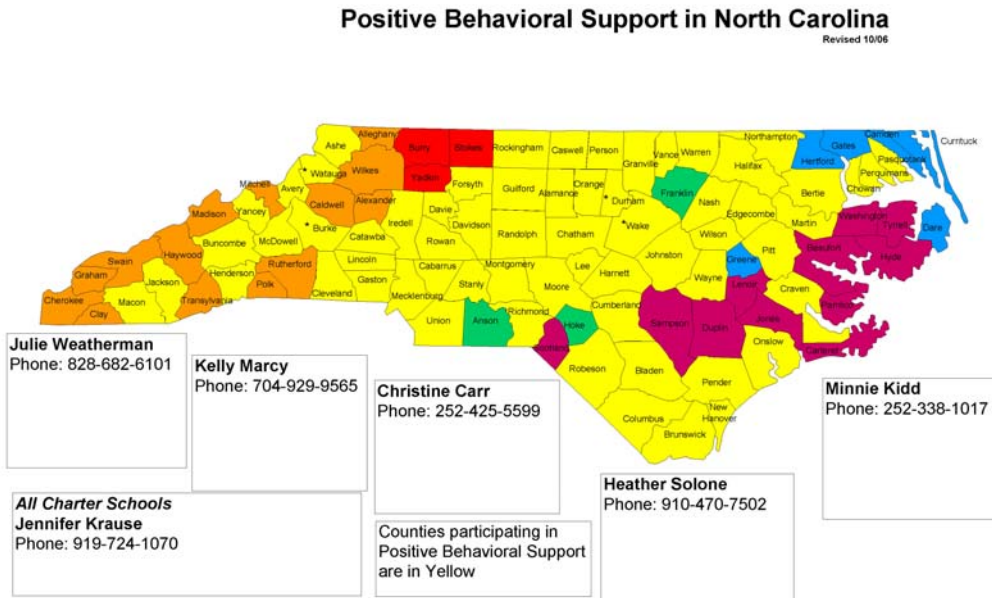 Positive Behavioral Support in North Carolina
Revised 10/06
Alleghany
Ashe
Surry
Stokes
Rockingham
Caswell
Person
Granville
Vance
Warren
Northampton
Halifax
Hertford
Gates
Camden
Currituck
Pasquotank
Perquimans
Chowan
Bertie
Watauga
Wilkes
Yadkin
Forsyth
Guilford
Alamance
Orange
Durham
Franklin
Nash
Edgecombe
Martin
Washington
Tyrrell
Dare
Mitchell
Avery
Caldwell
Alexander
Iredell
Davie
Davidson
Randolph
Chatham
Wake
Wilson
Pitt
Beaufort
Hyde
Madison
Yancey
McDowell
Burke
Catawba
Rowan
Johnston
Greene
Swain
Haywood
Buncombe
Rutherford
Lincoln
Cabarrus
Montgomery
Lee
Harnett
Wayne
Lenoir
Craven
Pamlico
Graham
Cherokee
Clay
Macon
Jackson
Transylvania
Henderson
Polk
Cleveland
Gaston
Mecklenburg
Stanly
Moore
Cumberland
Sampson
Duplin
Jones
Carteret
Union
Anson
Richmond
Hoke
Scotland
Robeson
Bladen
Pender
Onslow
Columbus
New
Hanover
Brunswick
Julie Weatherman
Phone: 828-682-6101
Kelly Marcy
Phone: 704-929-9565
Christine Carr
Phone: 252-425-5599
Minnie Kidd
Phone: 252-338-1017
Heather Solone
Phone: 910-470-7502
All Charter Schools
Jennifer Krause
Phone: 919-724-1070
Counties participating in
Positive Behavioral Support
are in Yellow